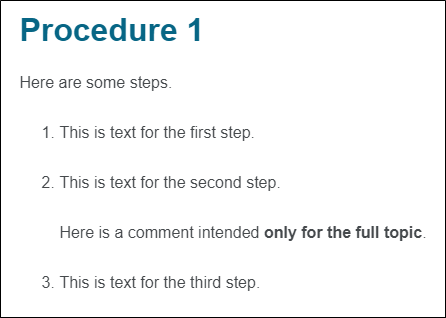 Procedure 1
Here are some steps.
1. This is text for the first step.
2. This is text for the second step.
Here is a comment intended only for the full topic.
3. This is text for the third step.